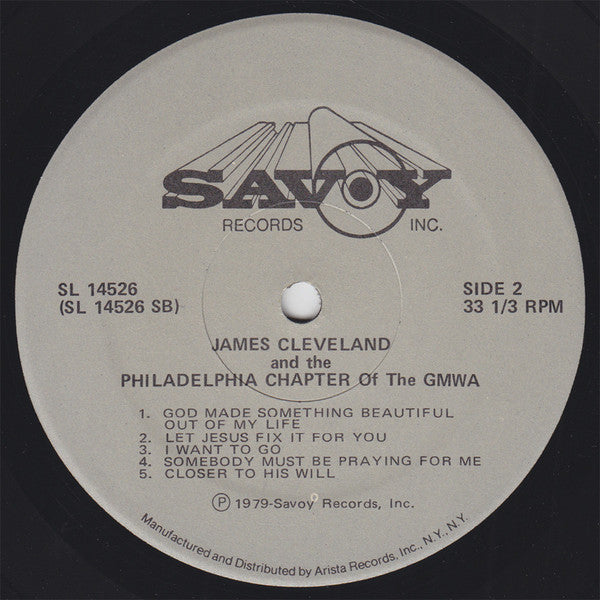 SAVOY
RECORDS INC.
SL 14526
(SL 14526 SB)
SIDE 2
33 1/3 RPM
JAMES CLEVELAND
and the
PHILADELPHIA CHAPTER Of The GMWA
1. GOD MADE SOMETHING BEAUTIFUL
OUT OF MY LIFE
2. LET JESUS FIX IT FOR YOU
3. I WANT TO GO
4. SOMEBODY MUST BE PRAYING FOR ME
5. CLOSER TO HIS WILL
Ⓟ 1979-Savoy Records, Inc.
Manufactured and Distributed by Arista Records, Inc., N.Y., N.Y.